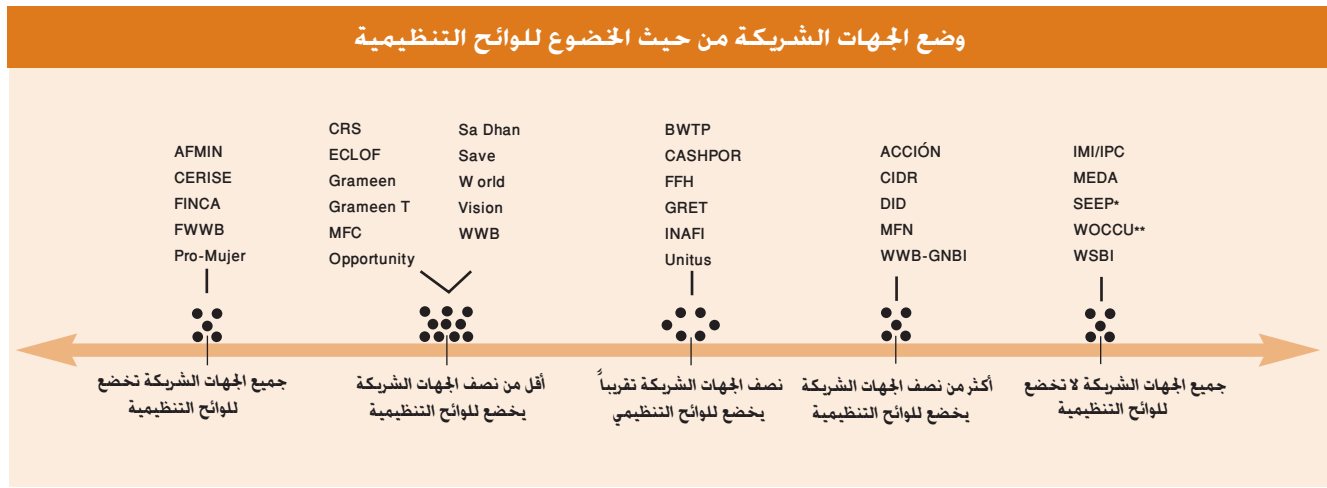 وضع الجهات الشريكة من حيث الخضوع للوائح التنظيمية
AFMIN
CERISE
FINCA
FWWB
Pro-Mujer
CRS
ECLOF
Grameen
Grameen T
MFC
Opportunity
Sa Dhan
Save
W orld
Vision
WWB
BWTP
CASHPOR
FFH
GRET
INAFI
Unitus
ACCIÓN
CIDR
DID
MFN
WWB-GNBI
IMI/IPC
MEDA
SEEP*
WOCCU**
WSBI
جميع الجهات الشريكة تخضع
للوائح التنظيمية
أقل من نصف الجهات الشريكة
يخضع للوائح التنظيمية
نصف الجهات الشريكة تقريباً
يخضع للوائح التنظيمي
أكثر من نصف الجهات الشريكة
يخضع للوائح التنظيمية
جميع الجهات الشريكة لا تخضع
للوائح التنظيمية